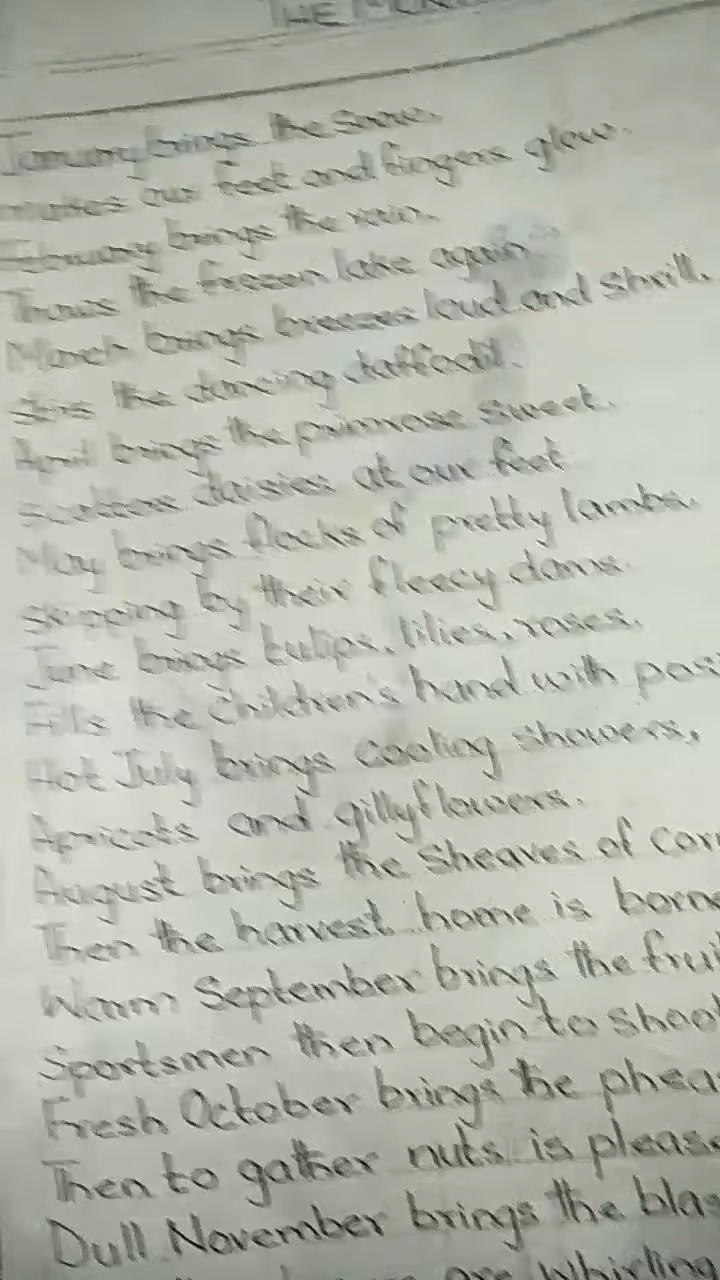 THE
January brings the snow.
makes our feet and fingers glow.
February brings the rain.
Thaws the frozen lake again.
March brings breezes loud and shrill.
stirs the dancing daffodil.
April brings the primrose sweet.
scatters daisies at our feet
May brings flocks of pretty lambs.
skipping by their fleecy dams.
June brings tulips, lilies, roses.
Fills the Children's hand with
Hot July brings cooling showers,
Apricots and gillyflowers.
August brings the Sheaves of
Then the harvest home is
Warm September brings the
Sportsmen then begin to
Fresh October brings the
Then to gather nuts is
Dull November brings the
are whirling